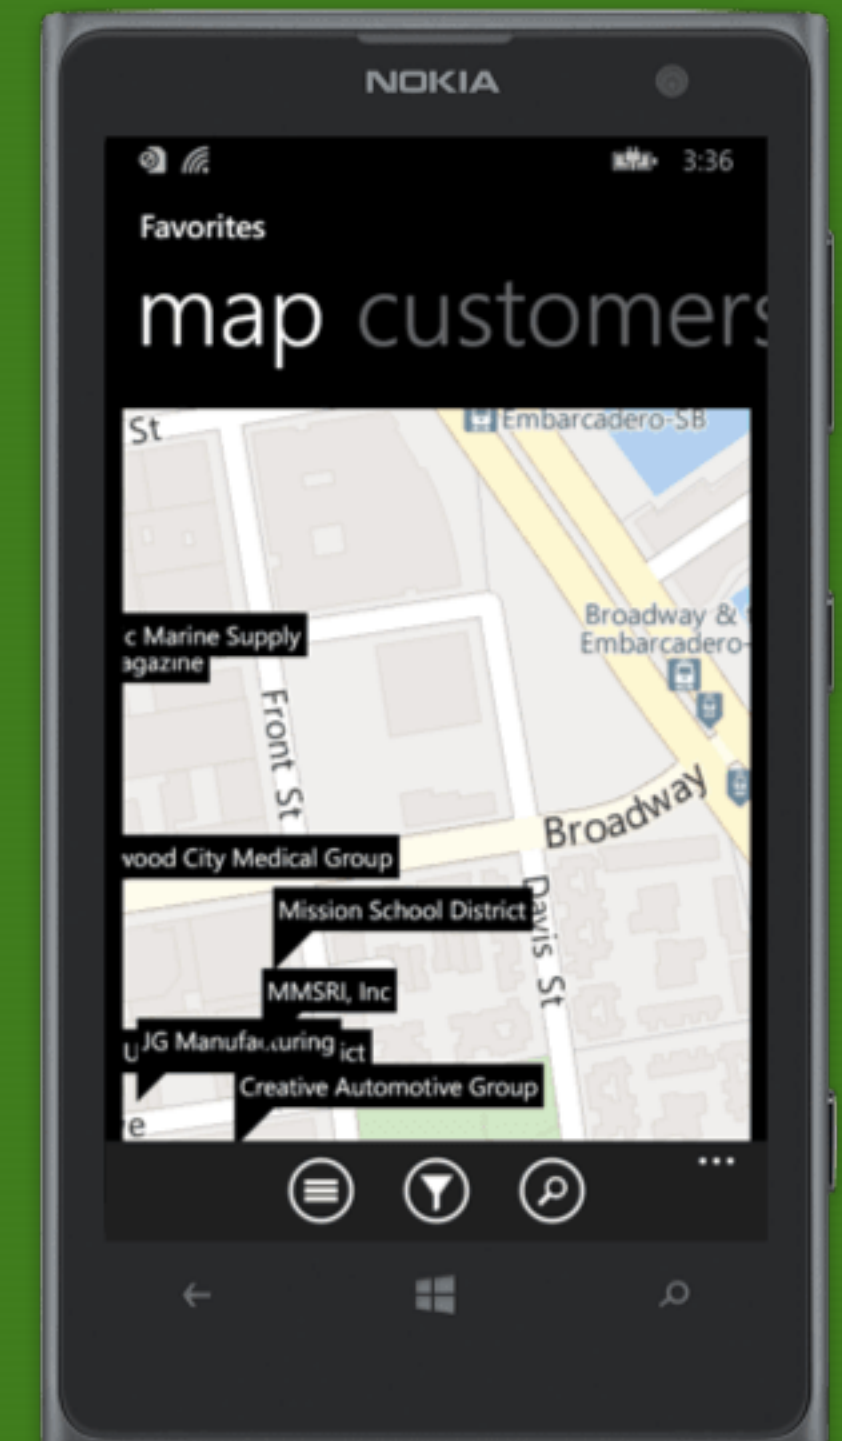 NOKIA
3:36
Favorites
map customers
St
Embarcadero-SB
Broadway &
Embarcadero-
c Marine Supply
agazine
Front St
Broadway
wood City Medical Group
Mission School District
Davis St
MMSRI, Inc
JG Manufacturing
U
ict
Creative Automotive Group
e
...